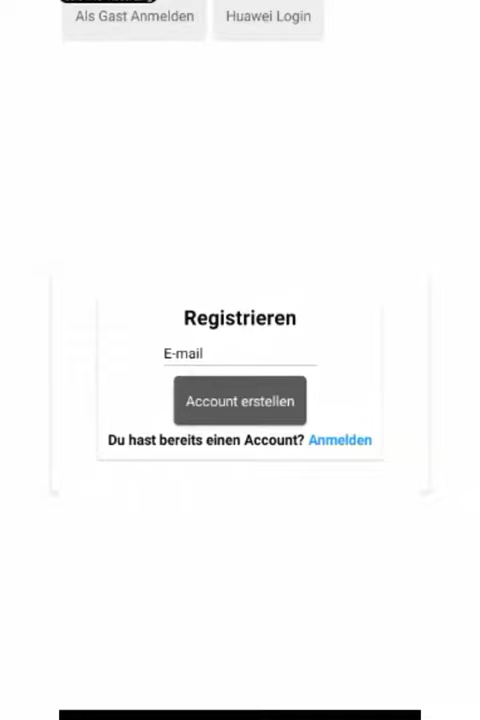 Als Gast Anmelden Huawei Login
Registrieren
E-mail
Account erstellen
Du hast bereits einen Account? Anmelden